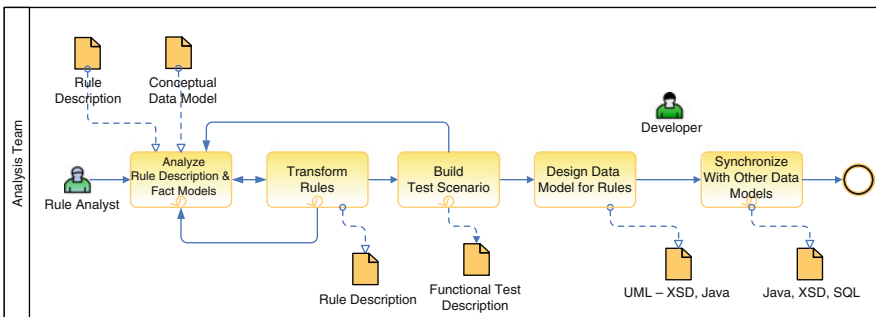 Analysis Team
Rule
Description
Conceptual
Data Model
Developer
Rule Analyst
Analyze
Rule Description &
Fact Models
Transform
Rules
Build
Test Scenario
Design Data
Model for Rules
Synchronize
With Other Data
Models
Rule Description
Functional Test
Description
UML – XSD, Java
Java, XSD, SQL